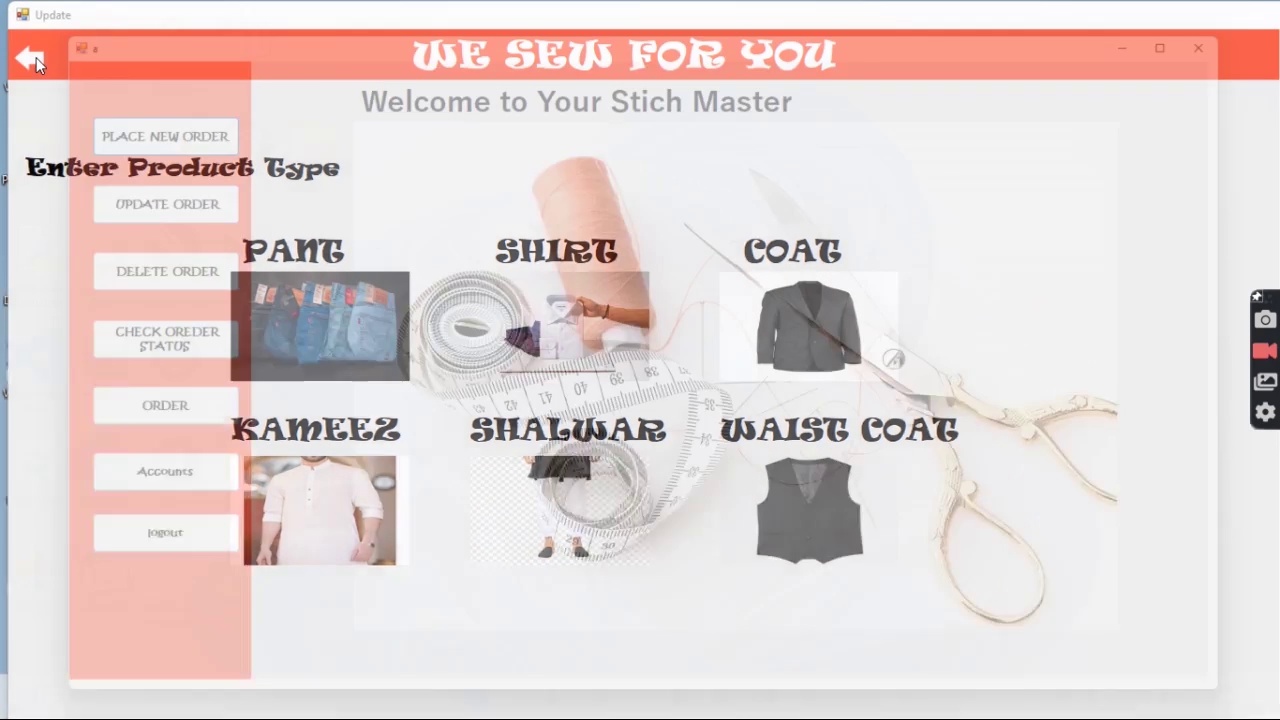 Update
a
WE SEW FOR YOU
Welcome to Your Stich Master
PLACE NEW ORDER
Enter Product Type
UPDATE ORDER
PANT
SHIRT
COAT
DELETE ORDER
CHECK OREDER
STATUS
ORDER
KAMEEZ
SHALWAR
WAIST COAT
Accounts
logout